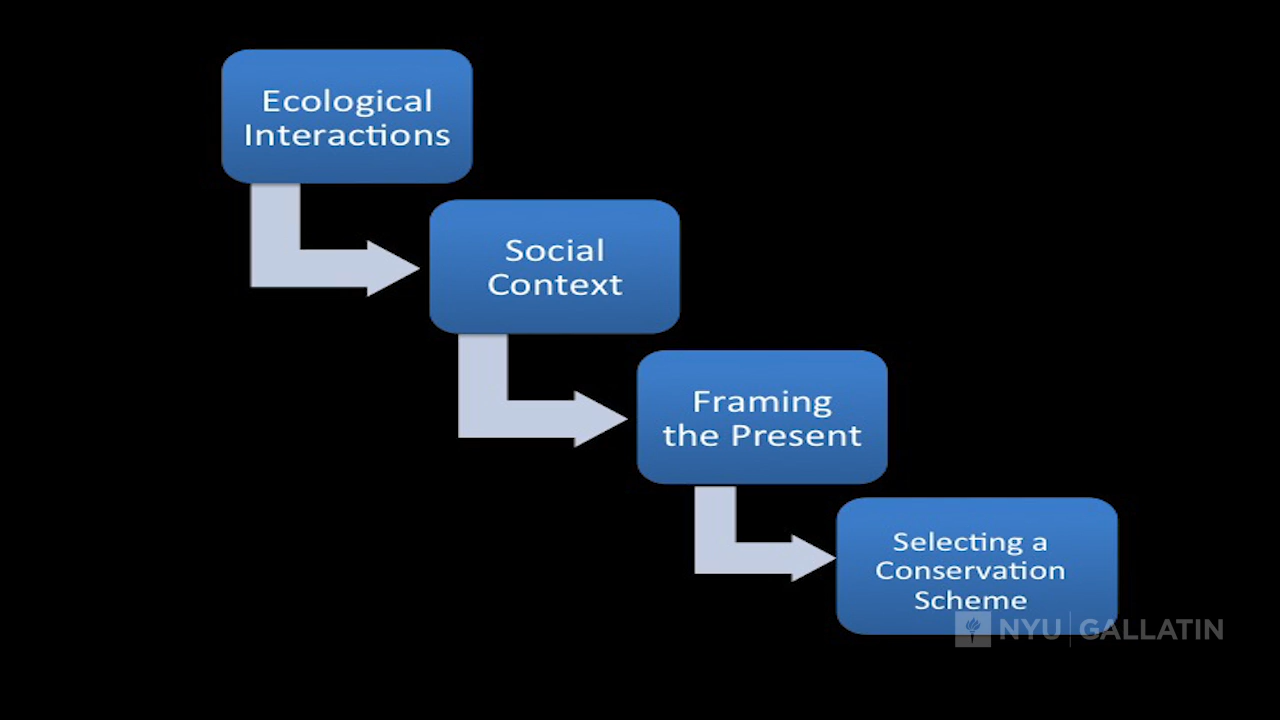 Ecological
Interactions
Social
Context
Framing
the Present
Selecting a
Conservation
Scheme
NYU GALLATIN